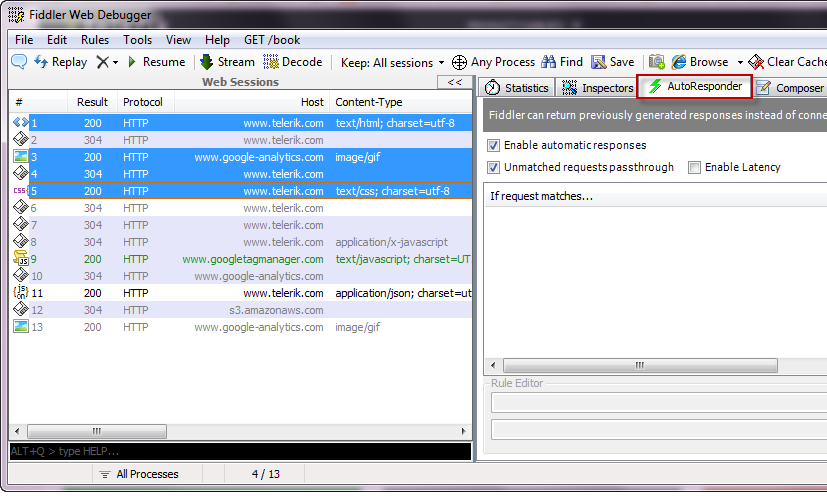 Fiddler Web Debugger
File Edit Rules Tools View Help GET /book
Replay Resume Stream Decode Keep: All sessions Any Process Find Save Browse Clear Cache
Web Sessions <<
# Result Protocol Host Content-Type
1 200 HTTP www.telerik.com text/html; charset=utf-8
2 304 HTTP www.telerik.com
3 200 HTTP www.google-analytics.com image/gif
4 304 HTTP www.telerik.com
css 5 200 HTTP www.telerik.com text/css; charset=utf-8
6 304 HTTP www.telerik.com
7 304 HTTP www.telerik.com
8 304 HTTP www.telerik.com application/x-javascript
JS 9 200 HTTP www.googletagmanager.com text/javascript; charset=UT
10 304 HTTP www.google-analytics.com
{js on} 11 200 HTTP www.telerik.com application/json; charset=ut
12 304 HTTP s3.amazonaws.com
13 200 HTTP www.google-analytics.com image/gif
ALT+Q > type HELP...
All Processes 4 / 13
Statistics Inspectors AutoResponder Composer
Fiddler can return previously generated responses instead of conne
Enable automatic responses
Unmatched requests passthrough Enable Latency
If request matches...
Rule Editor